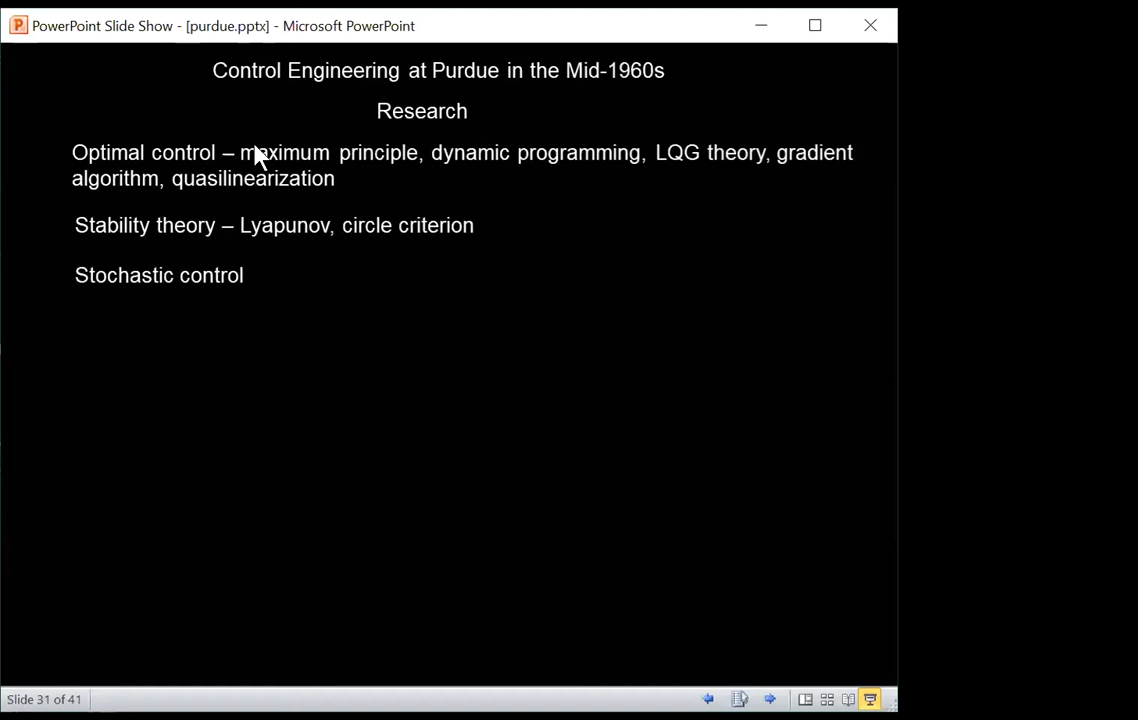 PowerPoint Slide Show - [purdue.pptx] - Microsoft PowerPoint
Control Engineering at Purdue in the Mid-1960s
Research
Optimal control – maximum principle, dynamic programming, LQG theory, gradient
algorithm, quasilinearization
Stability theory – Lyapunov, circle criterion
Stochastic control
Slide 31 of 41